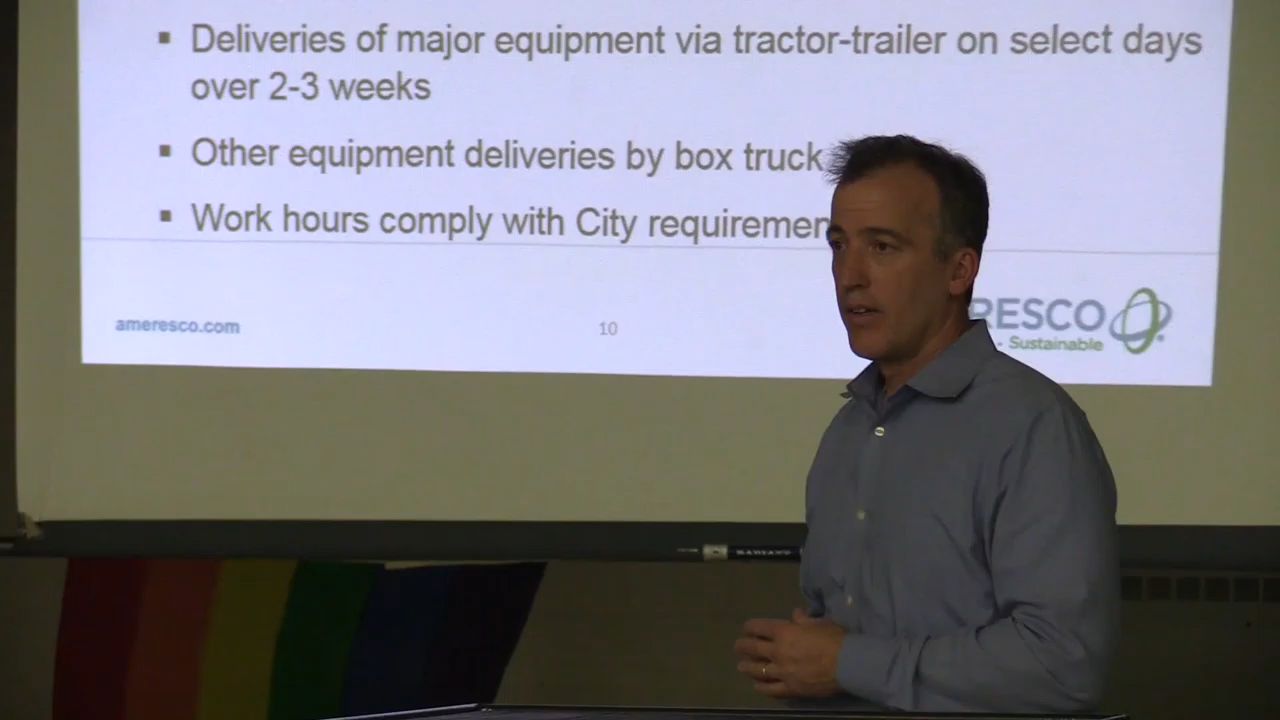 ▪ Deliveries of major equipment via tractor-trailer on select days
over 2-3 weeks
▪ Other equipment deliveries by box truck
▪ Work hours comply with City requiremen
ameresco.com
10
RESCO
- Sustainable